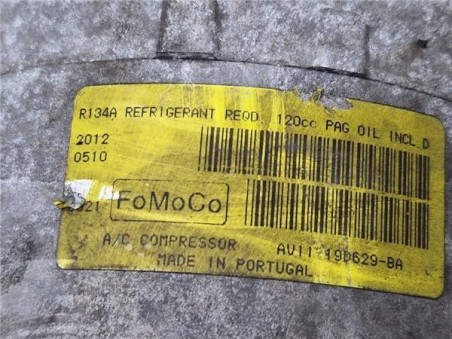 R134A REFRIGERANT REQD. 120cc PAG OIL INCL D
2012
0510
FoMoCo
A/C COMPRESSOR AV11-19D629-BA
MADE IN PORTUGAL